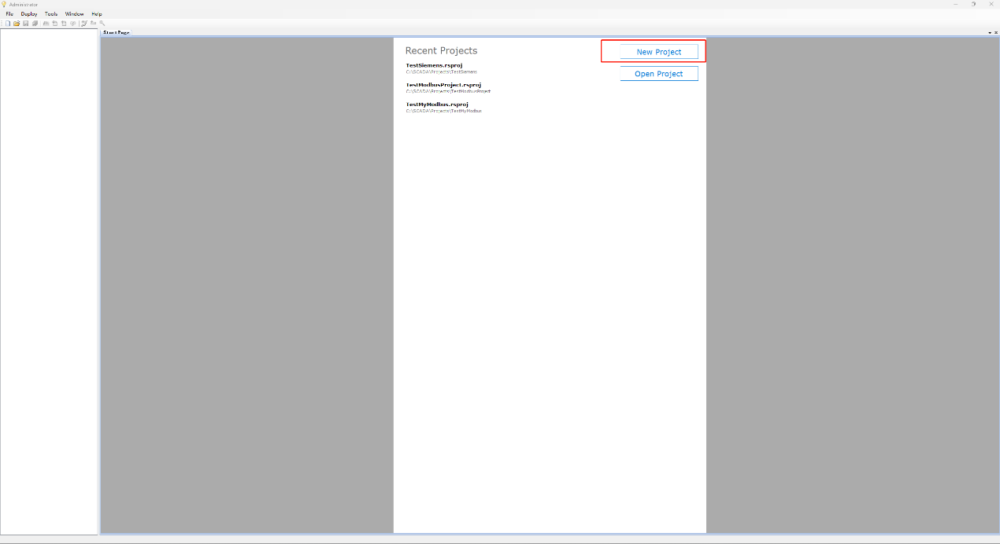 Administrator
File Deploy Tools Window Help
Start Page
Recent Projects
New Project
TestSiemens.rsproj
C:\SCADA\Projects\TestSiemens
Open Project
TestModbusProject.rsproj
C:\SCADA\Projects\TestModbusProject
TestMyModbus.rsproj
C:\SCADA\Projects\TestMyModbus